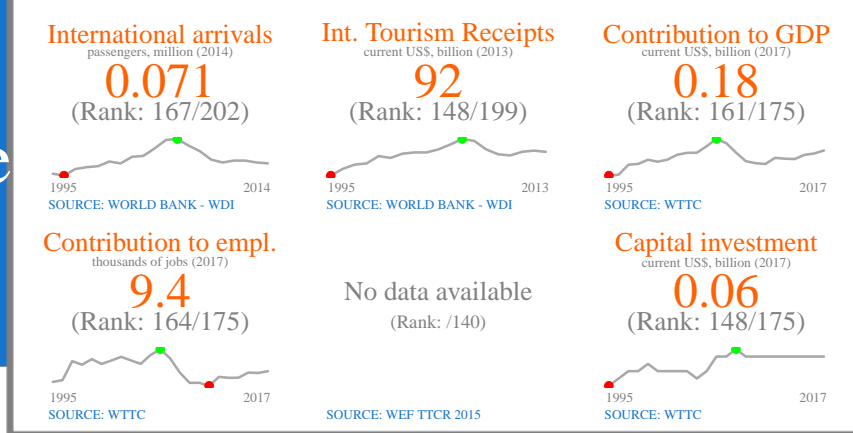 International arrivals
passengers, million (2014)
0.071
(Rank: 167/202)
1995 2014
SOURCE: WORLD BANK - WDI
Int. Tourism Receipts
current US$, billion (2013)
92
(Rank: 148/199)
1995 2013
SOURCE: WORLD BANK - WDI
Contribution to GDP
current US$, billion (2017)
0.18
(Rank: 161/175)
1995 2017
SOURCE: WTTC
Contribution to empl.
thousands of jobs (2017)
9.4
(Rank: 164/175)
1995 2017
SOURCE: WTTC
No data available
(Rank: /140)
SOURCE: WEF TTCR 2015
Capital investment
current US$, billion (2017)
0.06
(Rank: 148/175)
1995 2017
SOURCE: WTTC